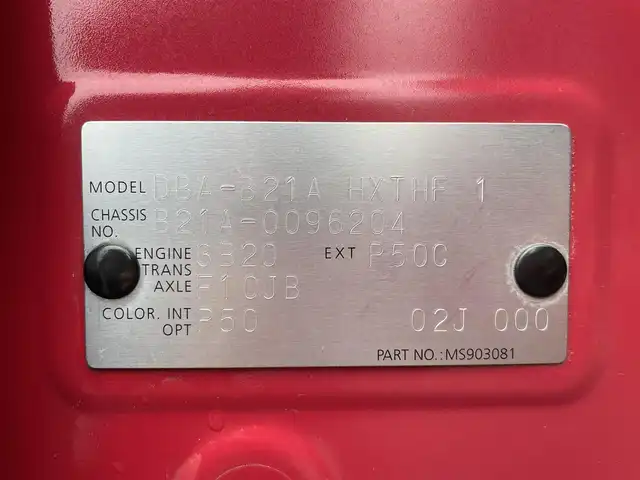 MODEL DBA-B21A HXTHF 1
CHASSIS NO. B21A-0096204
ENGINE 3B20 EXT P50C
TRANS AXLE F1CJB
COLOR. INT OPT P50 02J 000
PART NO.:MS903081